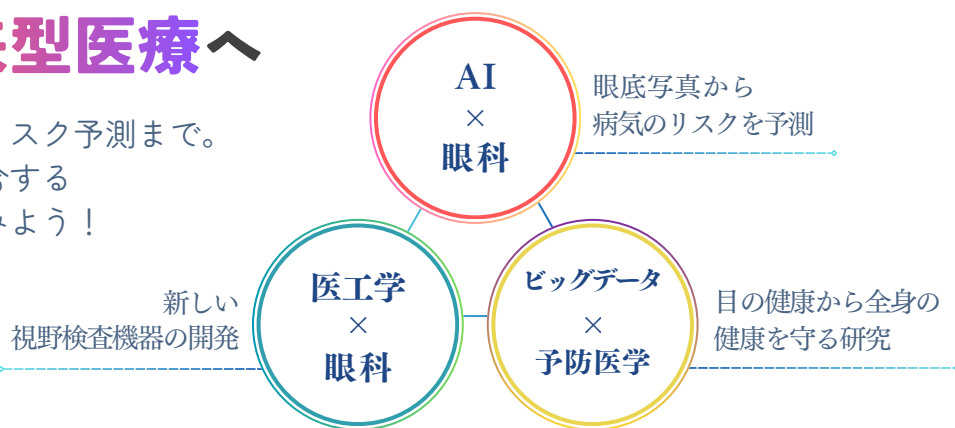 型医療へ
スク予測まで。
する
みよう！
AI
×
眼科
眼底写真から
病気のリスクを予測
医工学
×
眼科
新しい
視野検査機器の開発
ビッグデータ
×
予防医学
目の健康から全身の
健康を守る研究